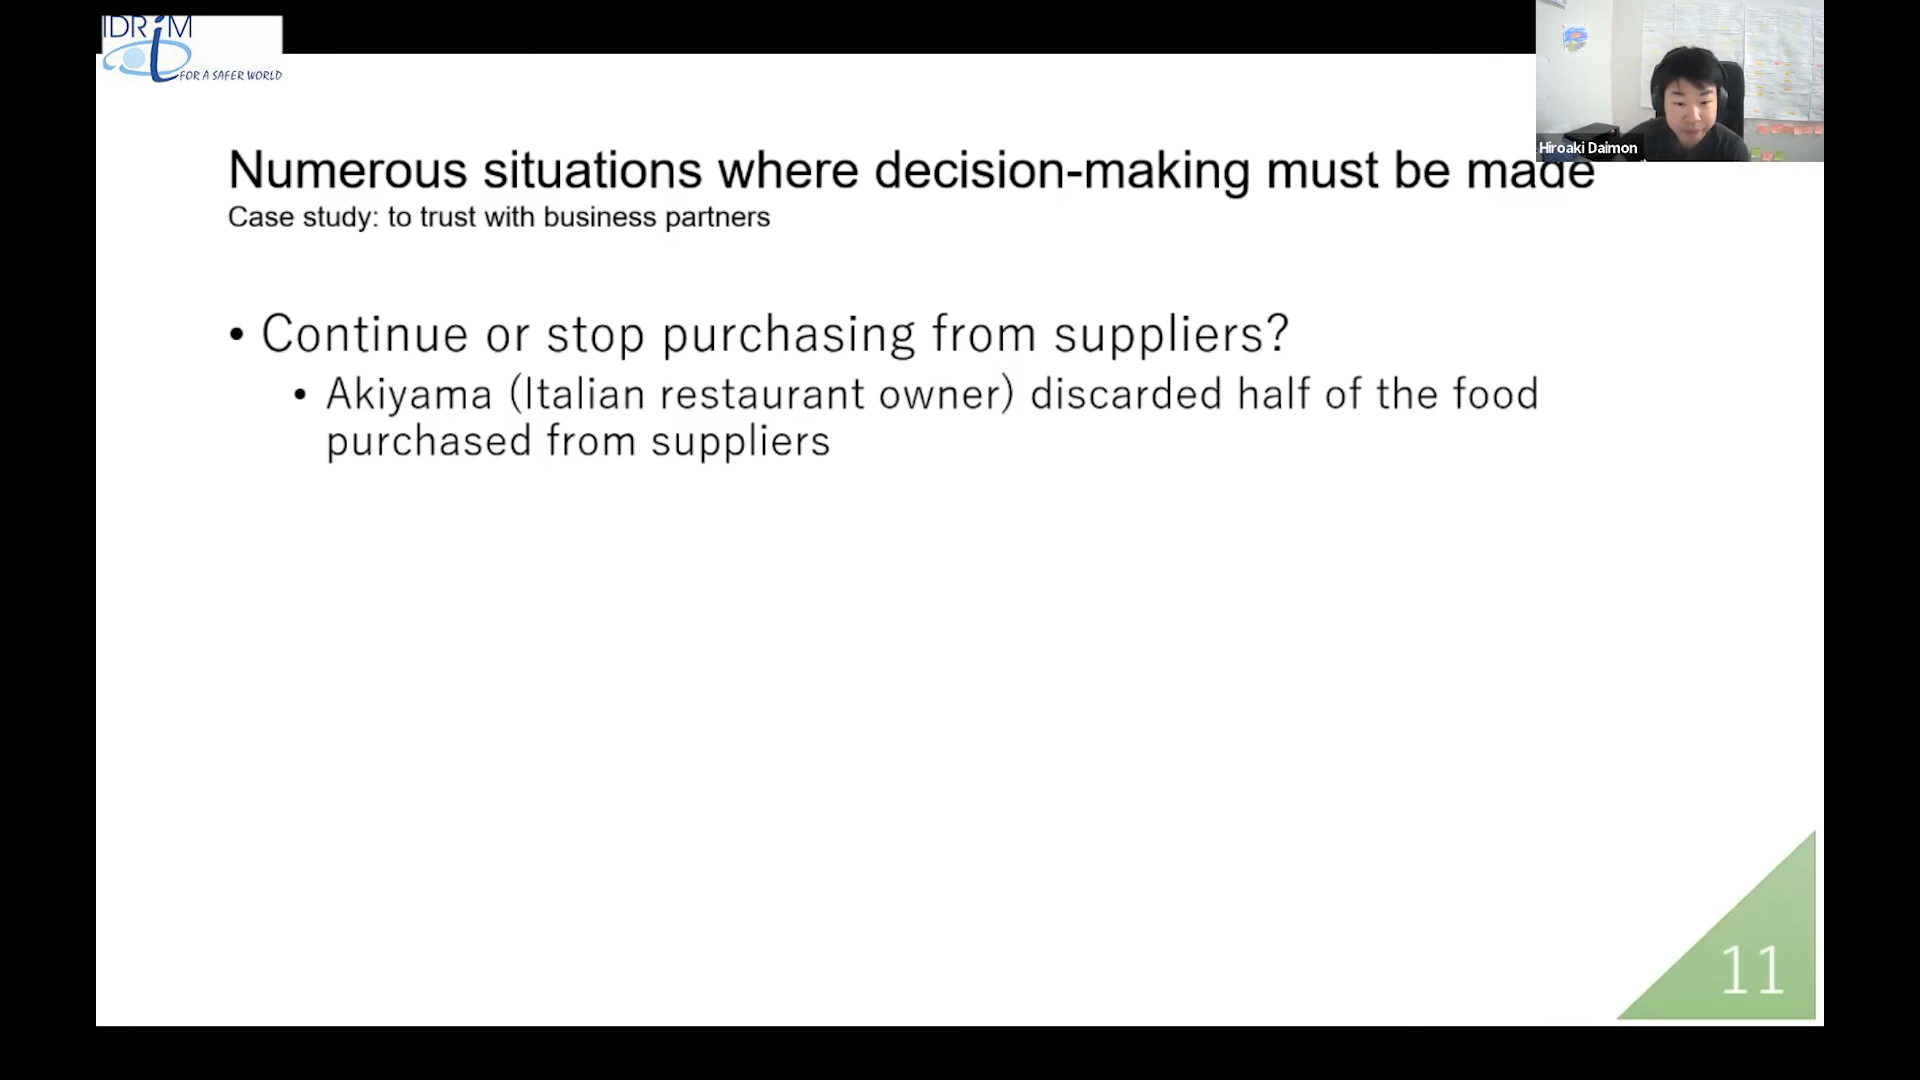 IDRiM
FOR A SAFER WORLD
Hiroaki Daimon
Numerous situations where decision-making must be made
Case study: to trust with business partners
• Continue or stop purchasing from suppliers?
• Akiyama (Italian restaurant owner) discarded half of the food
purchased from suppliers
11